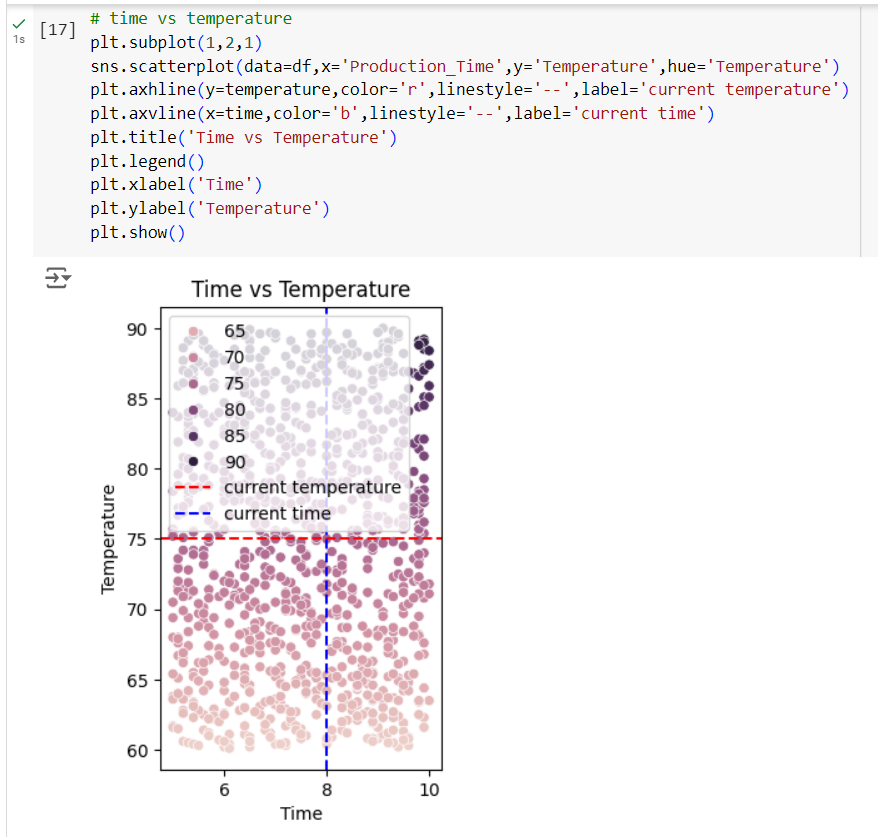 [17]
1s
# time vs temperature
plt.subplot(1,2,1)
sns.scatterplot(data=df,x='Production_Time',y='Temperature',hue='Temperature')
plt.axhline(y=temperature,color='r',linestyle='--',label='current temperature')
plt.axvline(x=time,color='b',linestyle='--',label='current time')
plt.title('Time vs Temperature')
plt.legend()
plt.xlabel('Time')
plt.ylabel('Temperature')
plt.show()
Time vs Temperature
65
70
75
80
85
90
current temperature
current time
90
85
80
75
70
65
60
Temperature
6 8 10
Time